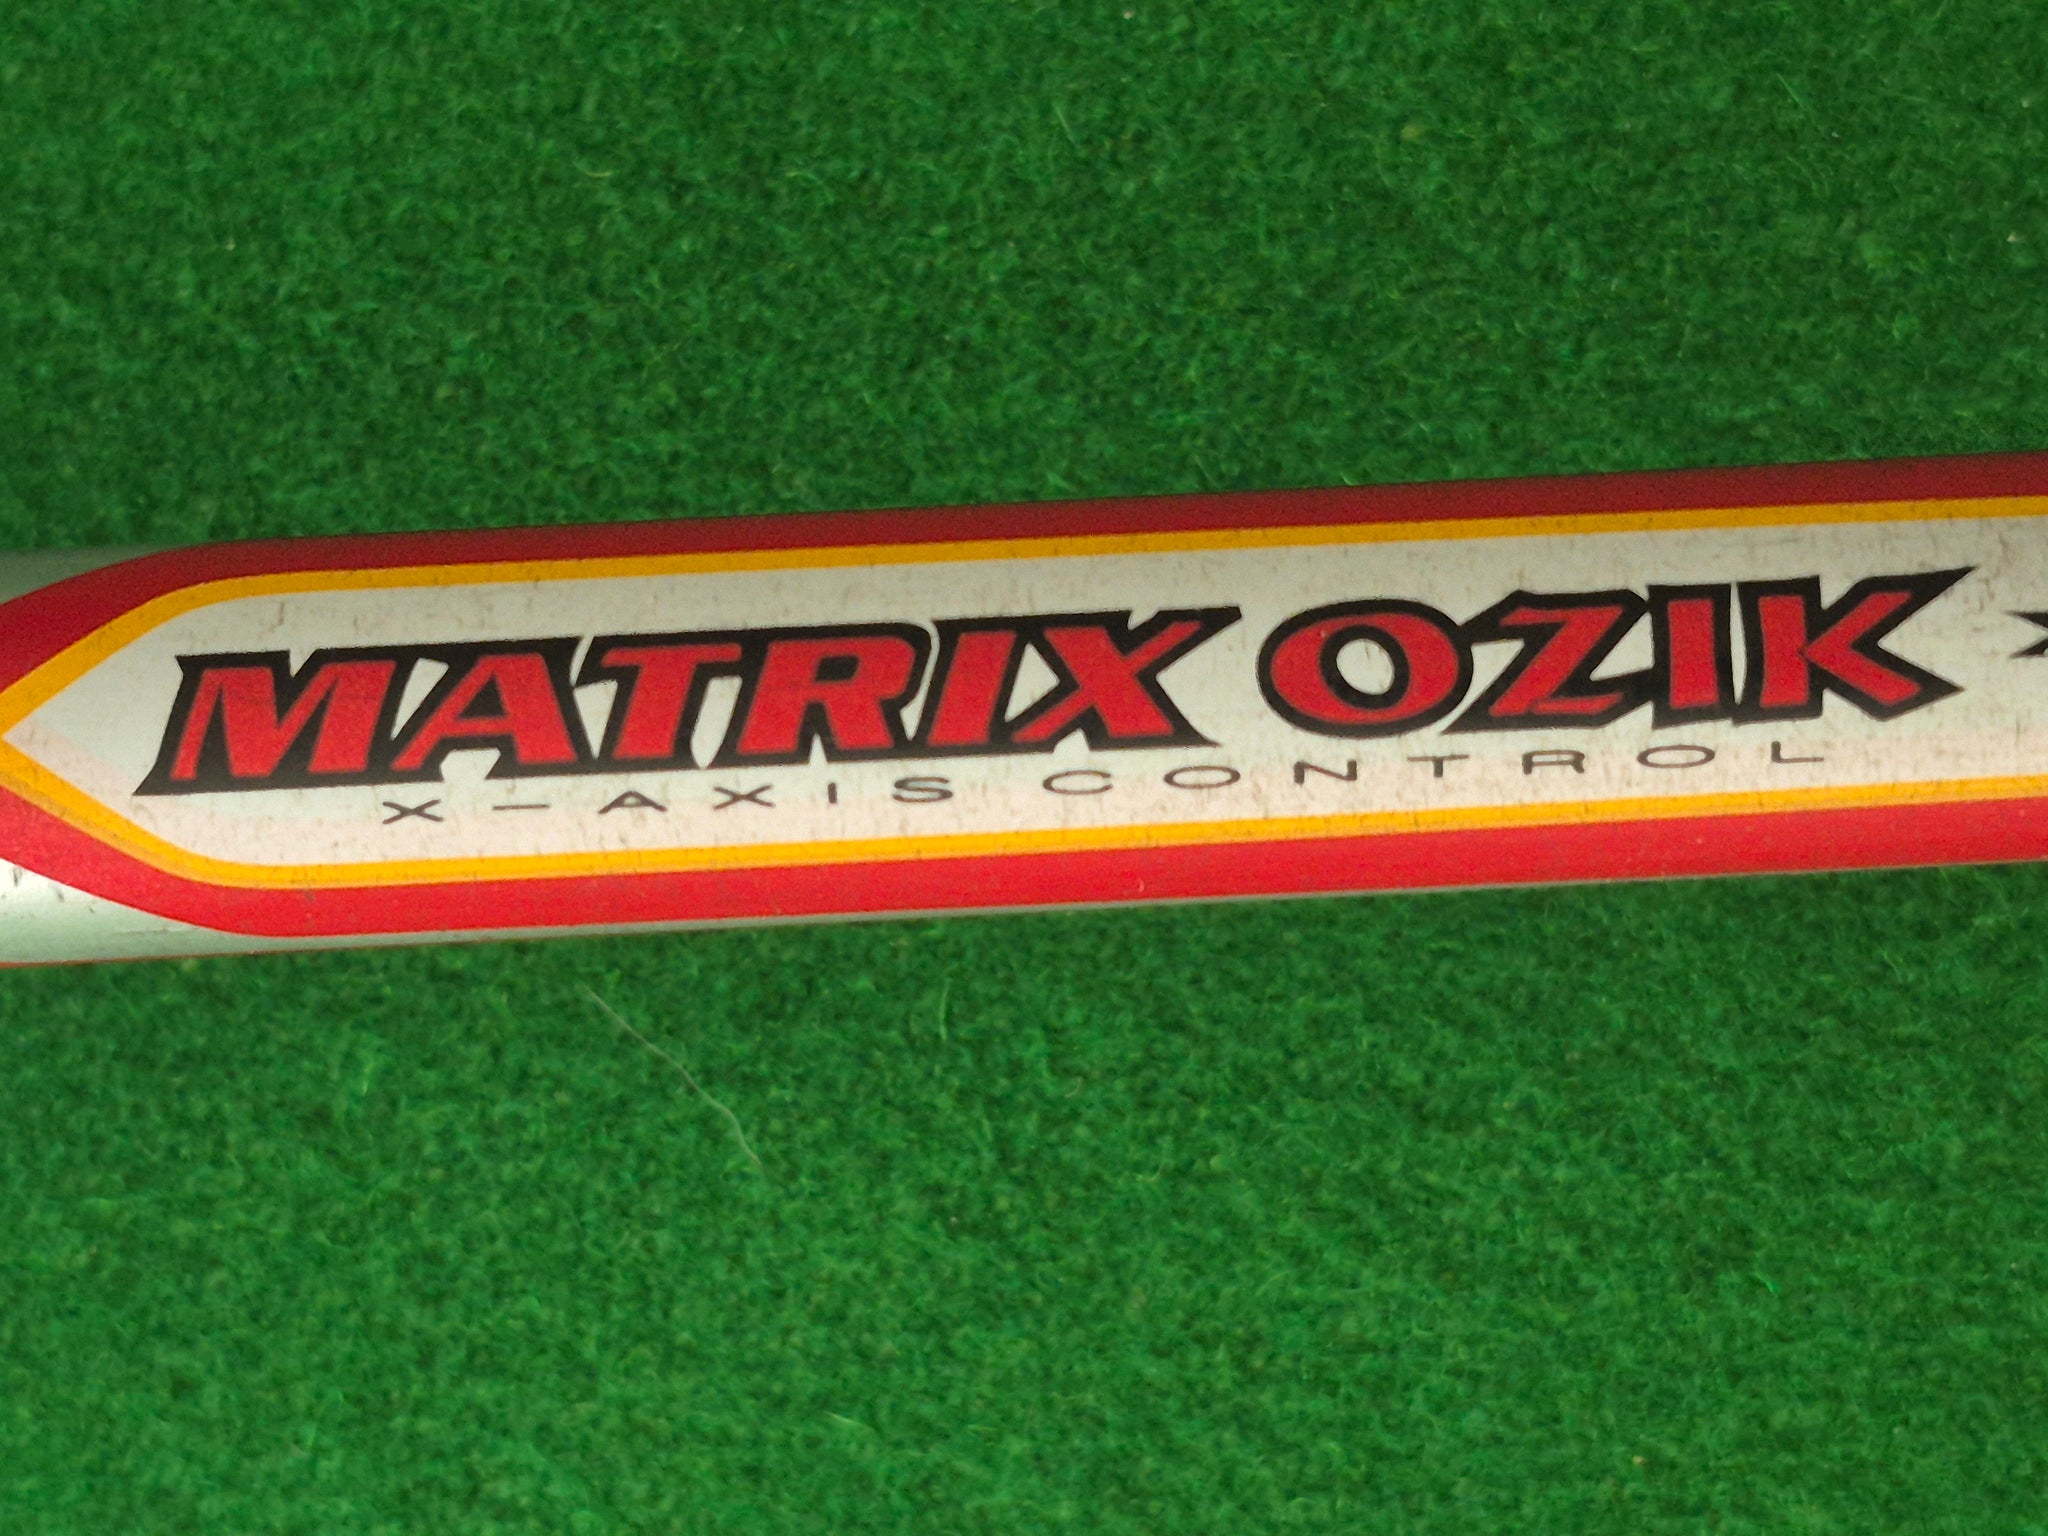 MATRIX OZIK
X-AXIS CONTROL